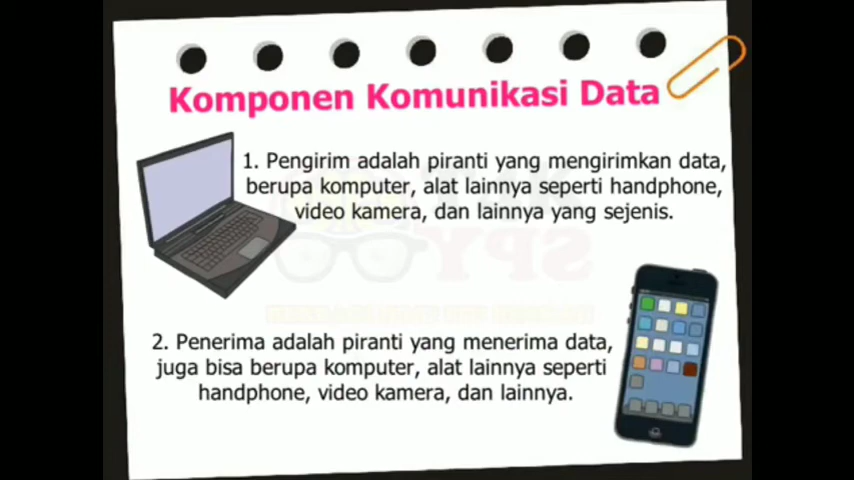 Komponen Komunikasi Data
1. Pengirim adalah piranti yang mengirimkan data,
berupa komputer, alat lainnya seperti handphone,
video kamera, dan lainnya yang sejenis.
2. Penerima adalah piranti yang menerima data,
juga bisa berupa komputer, alat lainnya seperti
handphone, video kamera, dan lainnya.